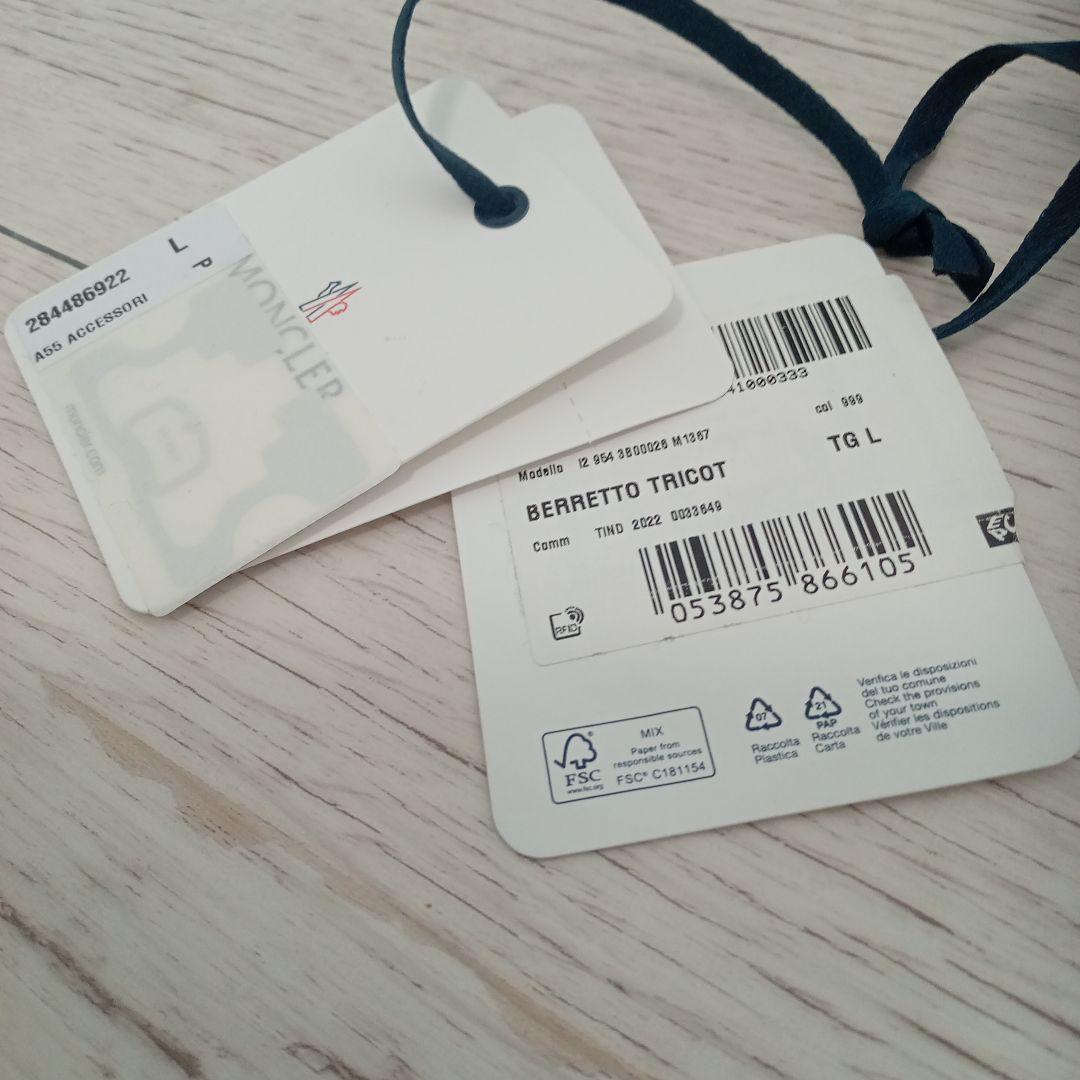 L
P
284486922
A55 ACCESSORI
MONCLER
moncler.com
41000333
col 999
TG L
Modello I2 954 3B00026 M1367
BERRETTO TRICOT
Comm TIND 2022 0033649
053875 866105
RFID
EPC
MIX
Paper from
responsible sources
FSC® C181154
FSC
www.fsc.org
07
Raccolta
Plastica
21
PAP
Raccolta
Carta
Verifica le disposizioni
del tuo comune
Check the provisions
of your town
Vérifier les dispositions
de votre Ville